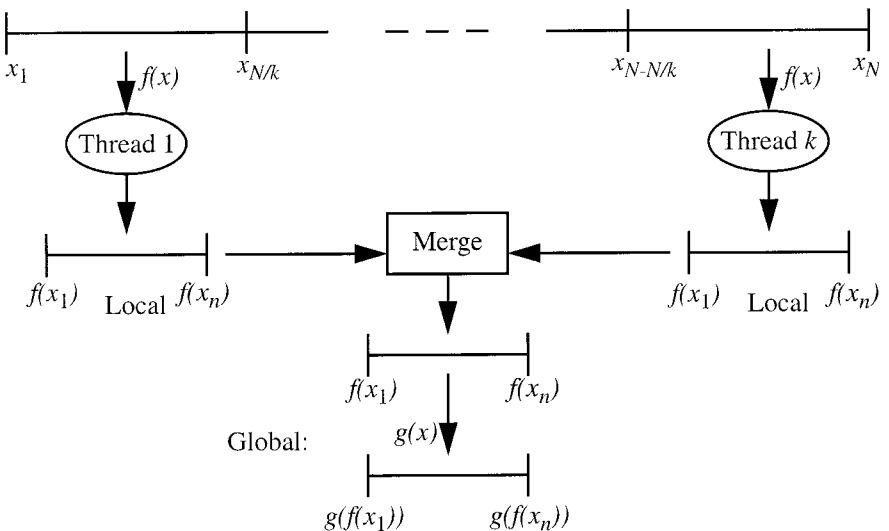 x1 xN/k xN-N/k xN
f(x) f(x)
Thread 1 Thread k
Merge
f(x1) Local f(xn) f(x1) Local f(xn)
f(x1) f(xn)
Global: g(x)
g(f(x1)) g(f(xn))